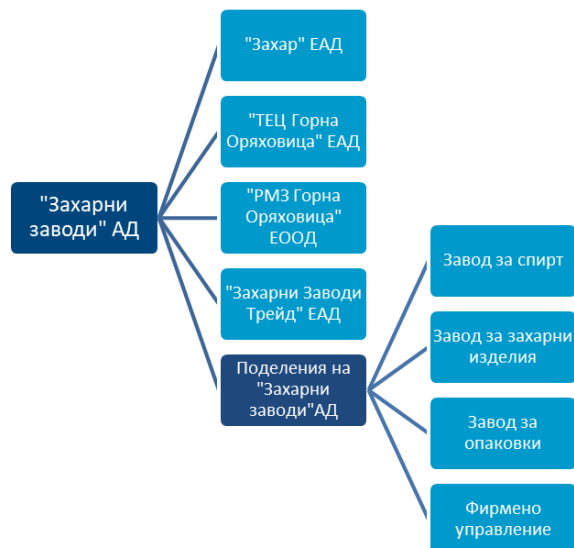 "Захар" ЕАД
"ТЕЦ Горна
Оряховица" ЕАД
"Захарни
заводи" АД
"РМЗ Горна
Оряховица"
ЕООД
"Захарни Заводи
Трейд" ЕАД
Поделения на
"Захарни
заводи"АД
Завод за спирт
Завод за захарни
изделия
Завод за
опаковки
Фирмено
управление